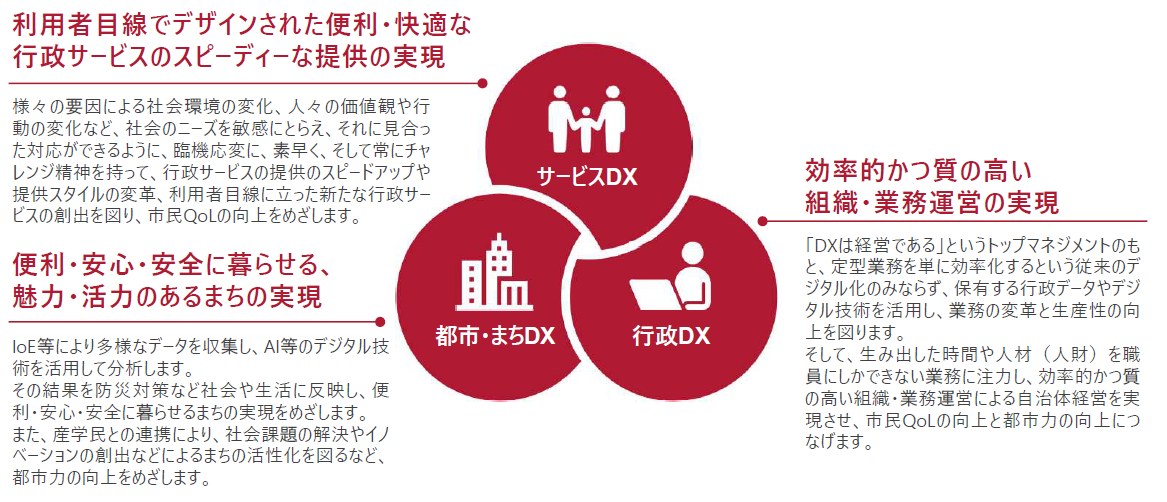 利用者目線でデザインされた便利・快適な
行政サービスのスピーディーな提供の実現
様々の要因による社会環境の変化、人々の価値観や行
動の変化など、社会のニーズを敏感にとらえ、それに見合っ
た対応ができるように、臨機応変に、素早く、そして常にチャ
レンジ精神を持って、行政サービスの提供のスピードアップや
提供スタイルの変革、利用者目線に立った新たな行政サー
ビスの創出を図り、市民QoLの向上をめざします。
便利・安心・安全に暮らせる、
魅力・活力のあるまちの実現
IoE等により多様なデータを収集し、AI等のデジタル技
術を活用して分析します。
その結果を防災対策など社会や生活に反映し、便
利・安心・安全に暮らせるまちの実現をめざします。
また、産学民との連携により、社会課題の解決やイノ
ベーションの創出などによるまちの活性化を図るなど、
都市力の向上をめざします。
サービスDX
都市・まちDX
行政DX
効率的かつ質の高い
組織・業務運営の実現
「DXは経営である」というトップマネジメントのも
と、定型業務を単に効率化するという従来のデ
ジタル化のみならず、保有する行政データやデジ
タル技術を活用し、業務の変革と生産性の向
上を図ります。
そして、生み出した時間や人材（人財）を職
員にしかできない業務に注力し、効率的かつ質
の高い組織・業務運営による自治体経営を実
現させ、市民QoLの向上と都市力の向上につ
なげます。